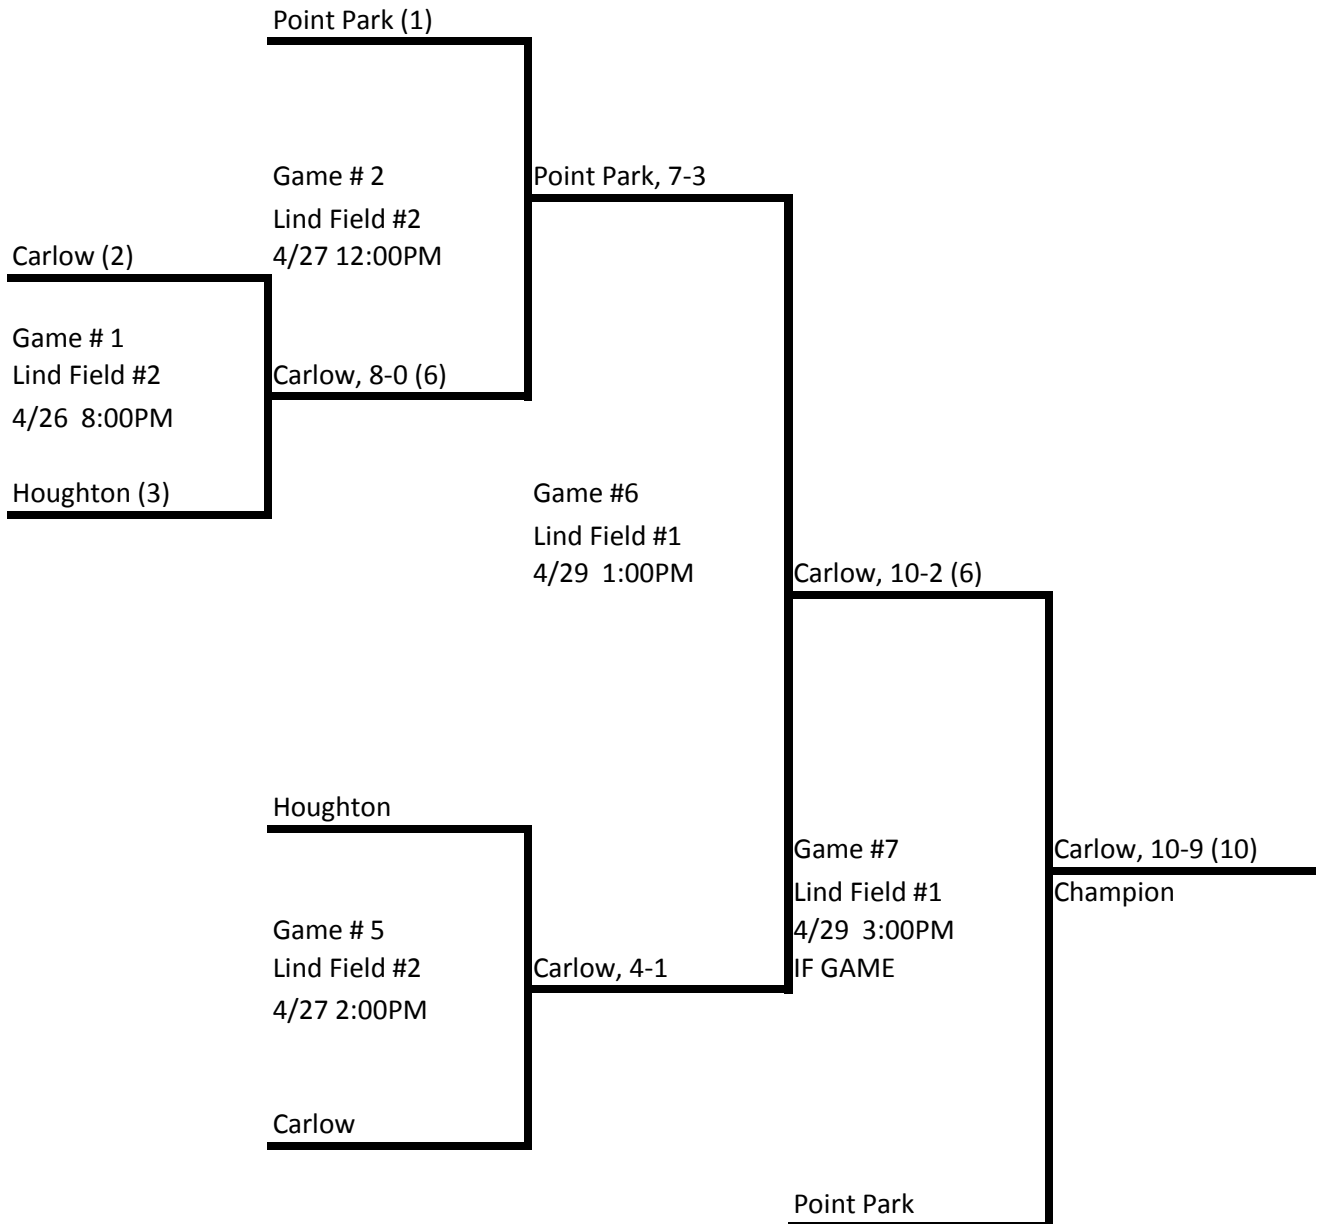 Point Park (1)
Game # 2
Lind Field #2
4/27 12:00PM
Point Park, 7-3
Carlow (2)
Game # 1
Lind Field #2
4/26  8:00PM
Carlow, 8-0 (6)
Houghton (3)
Game #6
Lind Field #1
4/29  1:00PM
Carlow, 10-2 (6)
Houghton
Game # 5
Lind Field #2
4/27 2:00PM
Carlow, 4-1
Carlow
Game #7
Lind Field #1
4/29  3:00PM
IF GAME
Carlow, 10-9 (10)
Champion
Point Park